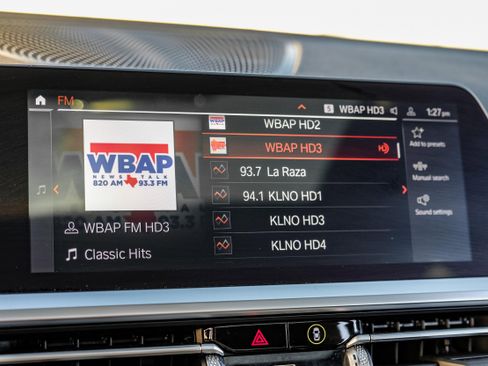 FM
S WBAP HD3
1:27pm
WBAP
NEWS TALK
820 AM 93.3 FM
WBAP FM HD3
Classic Hits
WBAP HD2
WBAP HD3
93.7 La Raza
94.1 KLNO HD1
KLNO HD3
KLNO HD4
Add to presets
Manual search
Sound settings